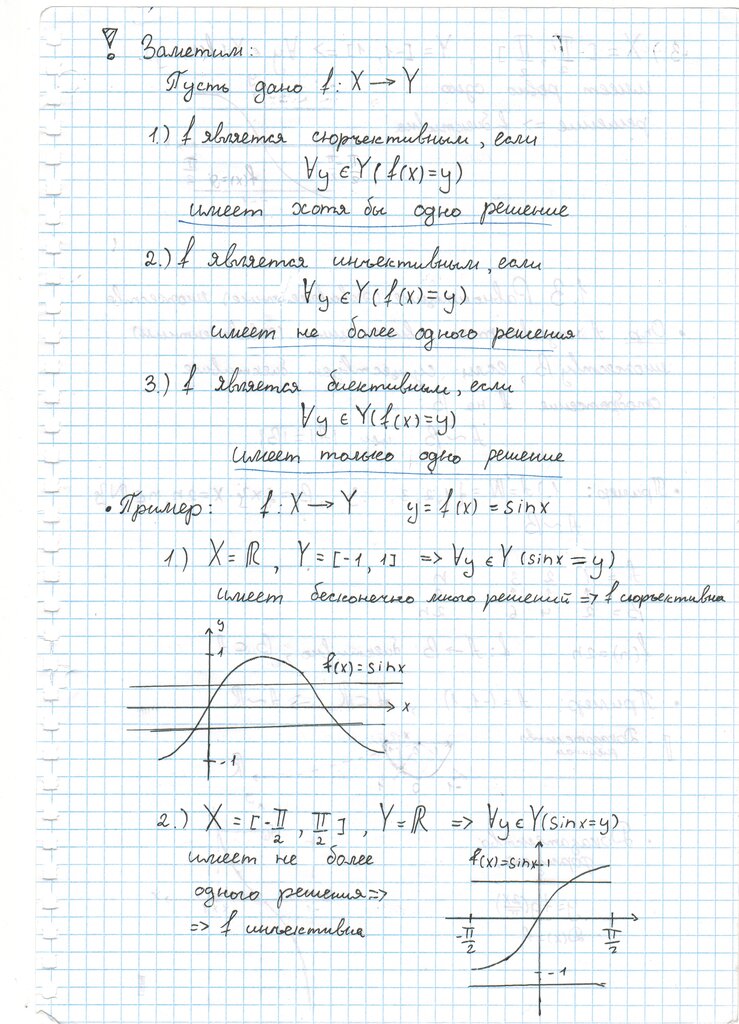 ! Заметим:
Пусть дано f: X → Y
1.) f является сюръективным, если
∀y ∈ Y (f(x)=y)
имеет хотя бы одно решение
2.) f является инъективным, если
∀y ∈ Y (f(x)=y)
имеет не более одного решения
3.) f является биективным, если
∀y ∈ Y (f(x)=y)
имеет только одно решение
• Пример: f: X → Y y = f(x) = sinx
1) X = ℝ, Y = [-1, 1] => ∀y ∈ Y (sinx = y)
имеет бесконечно много решений => f сюръективна
y
1
f(x)=sinx
x
-1
2.) X = [-π/2, π/2], Y = ℝ => ∀y ∈ Y (sinx=y)
имеет не более
одного решения =>
=> f инъективна
f(x)=sinx 1
-π/2 π/2
-1